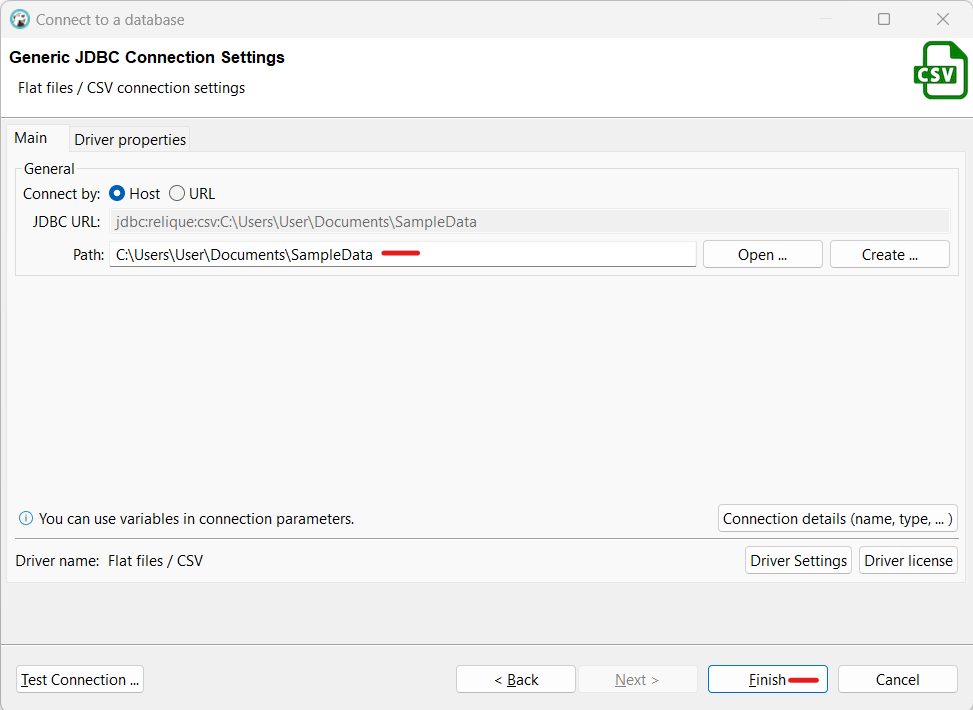 Connect to a database
Generic JDBC Connection Settings
Flat files / CSV connection settings
CSV
Main
Driver properties
General
Connect by: Host URL
JDBC URL: jdbc:relique:csv:C:\Users\User\Documents\SampleData
Path: C:\Users\User\Documents\SampleData Open ... Create ...
You can use variables in connection parameters. Connection details (name, type, ... )
Driver name: Flat files / CSV Driver Settings Driver license
Test Connection ... < Back Next > Finish Cancel